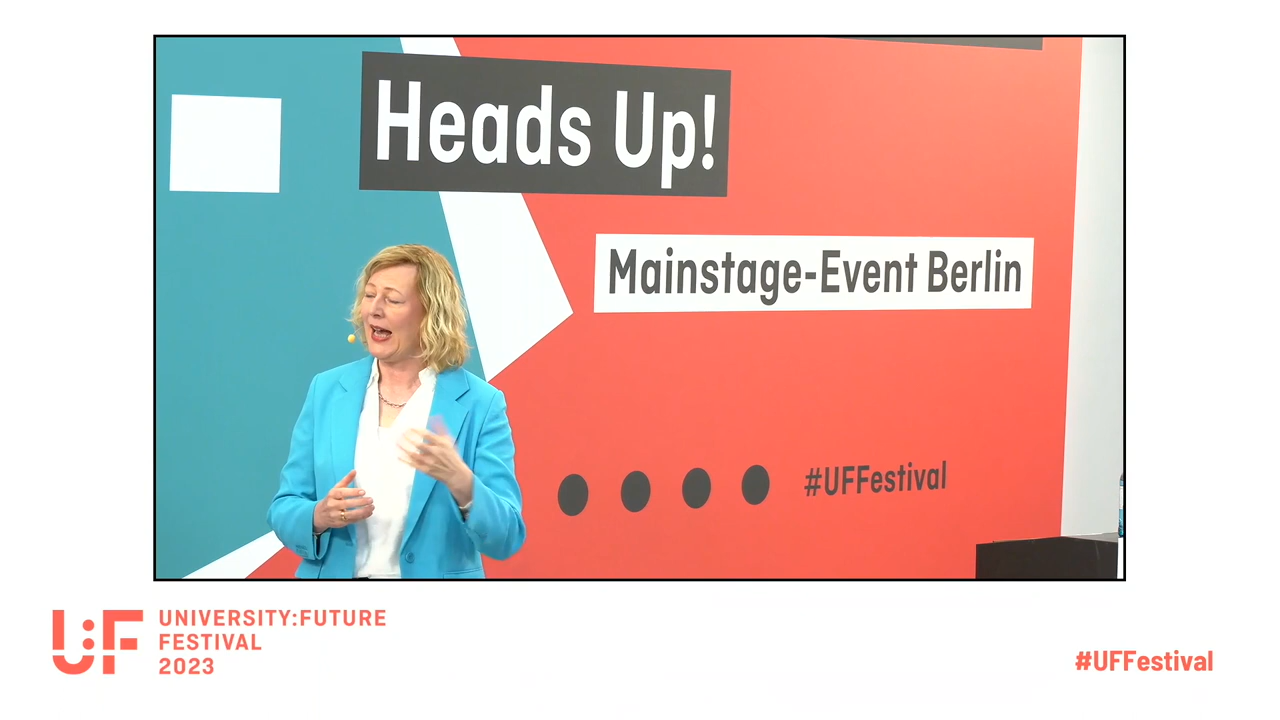 Heads Up!
Mainstage-Event Berlin
#UFFestival
U:F
UNIVERSITY:FUTURE
FESTIVAL
2023
#UFFestival